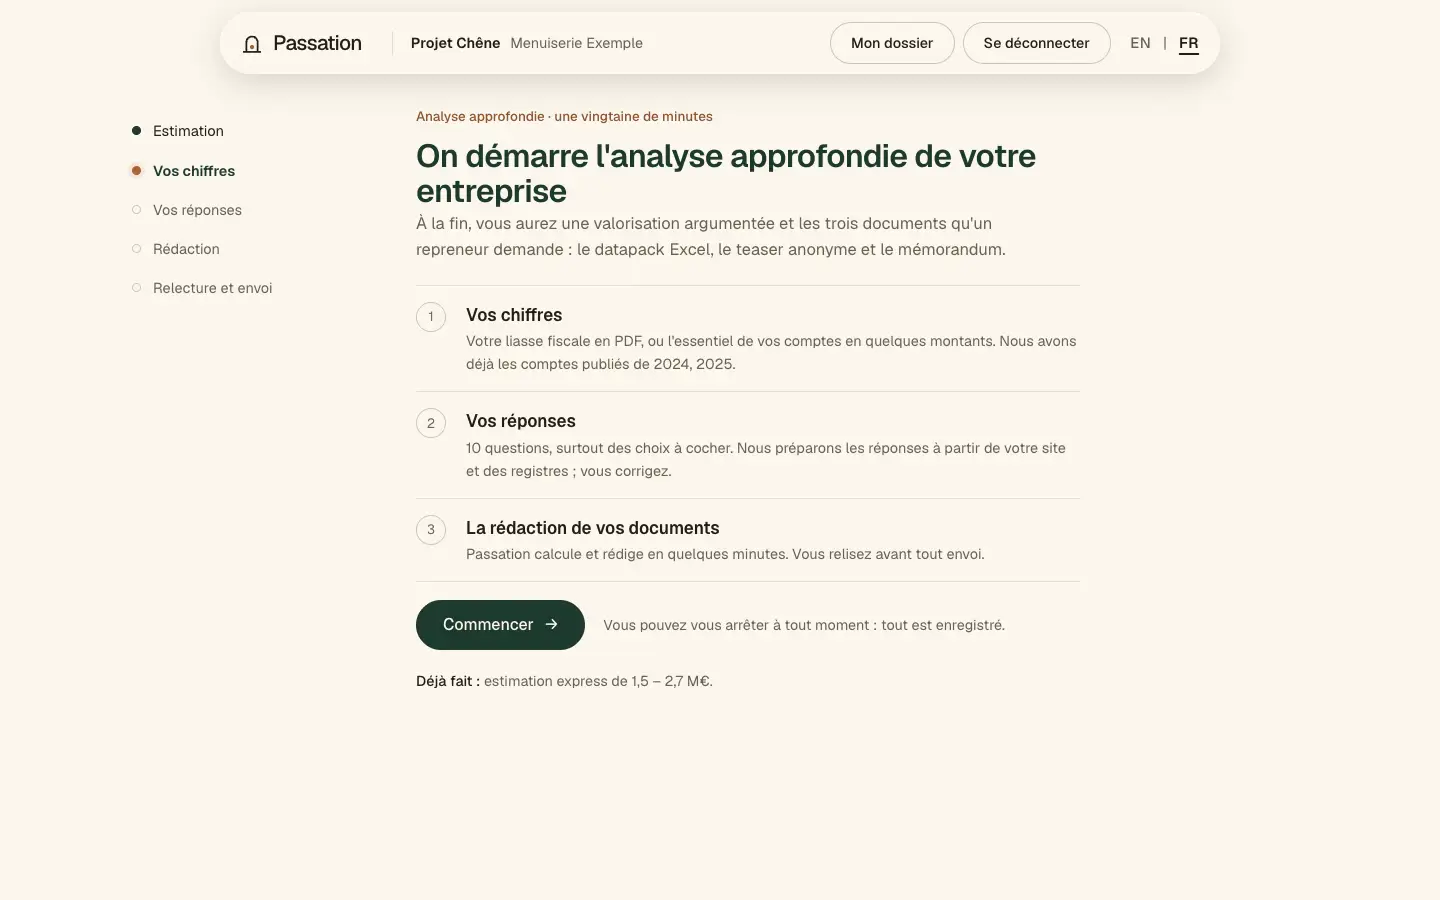 Passation
Projet Chêne Menuiserie Exemple
Mon dossier
Se déconnecter
EN | FR
Estimation
Vos chiffres
Vos réponses
Rédaction
Relecture et envoi
Analyse approfondie · une vingtaine de minutes
On démarre l'analyse approfondie de votre
entreprise
À la fin, vous aurez une valorisation argumentée et les trois documents qu'un
repreneur demande : le datapack Excel, le teaser anonyme et le mémorandum.
1
Vos chiffres
Votre liasse fiscale en PDF, ou l'essentiel de vos comptes en quelques montants. Nous avons
déjà les comptes publiés de 2024, 2025.
2
Vos réponses
10 questions, surtout des choix à cocher. Nous préparons les réponses à partir de votre site
et des registres ; vous corrigez.
3
La rédaction de vos documents
Passation calcule et rédige en quelques minutes. Vous relisez avant tout envoi.
Commencer →
Vous pouvez vous arrêter à tout moment : tout est enregistré.
Déjà fait : estimation express de 1,5 – 2,7 M€.